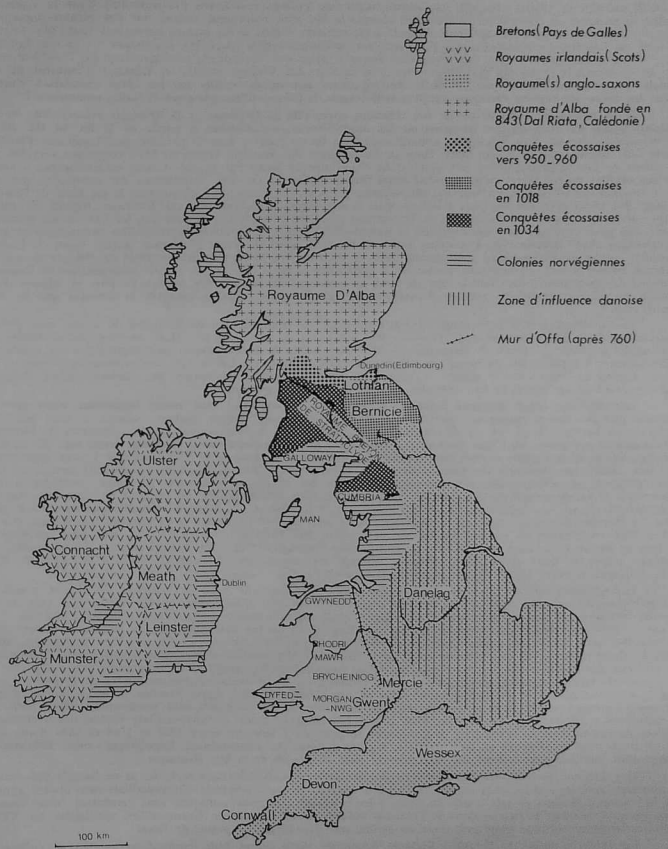 Bretons (Pays de Galles)
Royaumes irlandais (Scots)
Royaume(s) anglo-saxons
Royaume d'Alba fondé en
843 (Dal Riata, Calédonie)
Conquêtes écossaises
vers 950-960
Conquêtes écossaises
en 1018
Conquêtes écossaises
en 1034
Colonies norvégiennes
Zone d'influence danoise
Mur d'Offa (après 760)
Royaume D'Alba
Dunedin (Edimbourg)
Lothian
Bernicie
GALLOWAY
CUMBRIA
MAN
Ulster
Connacht
Meath
Dublin
Leinster
Munster
Danelag
GWYNEDD
RHODRI
MAWR
BRYCHEINIOG
Mercie
DYFED
MORGAN
-NWG
Gwent
Wessex
Devon
Cornwall
100 km